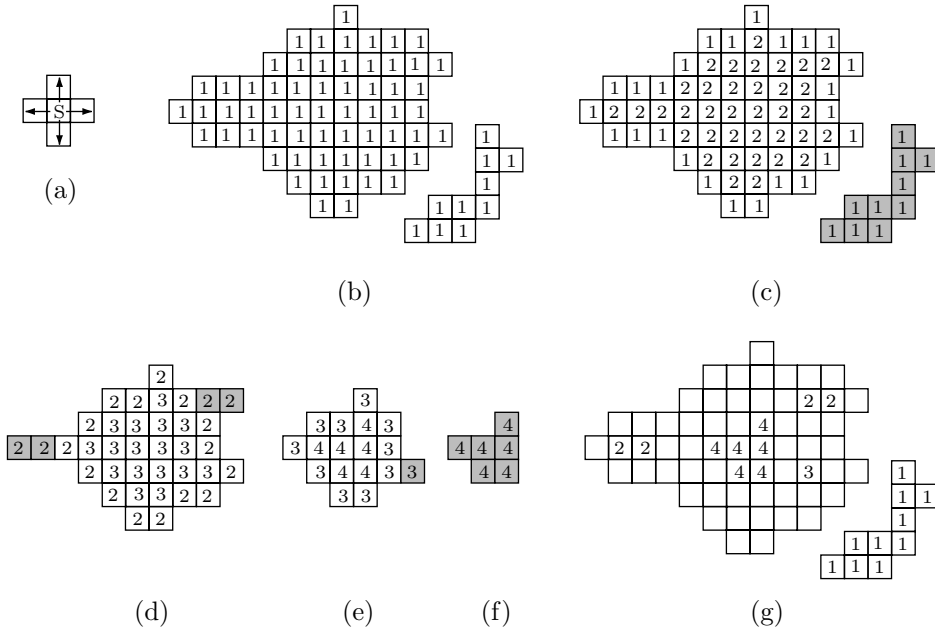 S
(a)
1
1 1 1 1 1 1
1 1 1 1 1 1 1 1
1 1 1 1 1 1 1 1 1 1
1 1 1 1 1 1 1 1 1 1 1
1 1 1 1 1 1 1 1 1 1 1 1
1 1 1 1 1 1 1 1 1
1 1 1 1 1 1
1 1 1 1 1
1 1 1
(b)
1
1 1 2 1 1 1
1 2 2 2 2 2 2 1
1 1 1 2 2 2 2 2 2 1
1 2 2 2 2 2 2 2 2 2 1
1 1 1 2 2 2 2 2 2 2 1 1
1 2 2 2 2 2 1 1 1
1 2 2 1 1 1
1 1 1 1 1
1 1 1
(c)
2
2 2 3 2 2 2
2 3 3 3 3 2
2 2 2 3 3 3 3 3 2
2 3 3 3 3 3 2
2 3 3 2 2
2 2
(d)
3
3 3 4 3
3 4 4 4 3
3 4 4 3 3
3 3
(e)
4
4 4 4
4 4
(f)
2 2
4
2 2 4 4 4
4 4 3 1
1 1
1
1 1 1
1 1 1
(g)